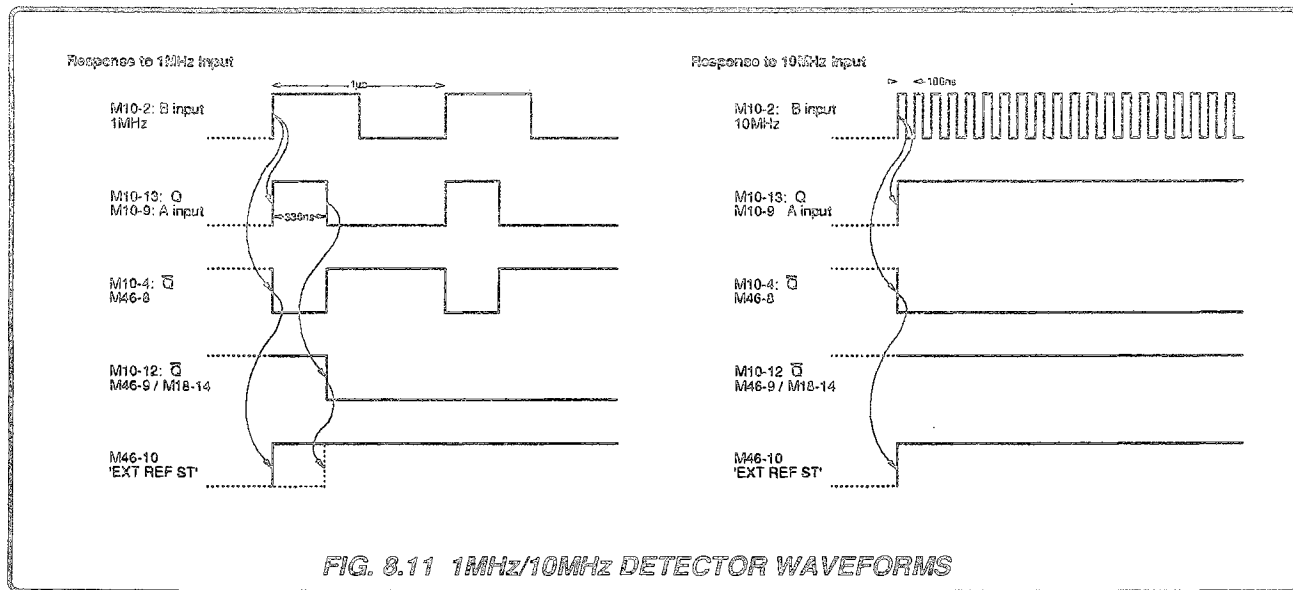 Response to 1MHz input
1µs
M10-2: B input
1MHz
M10-13: Q
M10-9: A input
336ns
M10-4: Q̅
M46-8
M10-12: Q̅
M46-9 / M18-14
M46-10
'EXT REF ST'
Response to 10MHz input
100ns
M10-2: B input
10MHz
M10-13: Q
M10-9 A input
M10-4: Q̅
M46-8
M10-12 Q̅
M46-9 / M18-14
M46-10
'EXT REF ST'
FIG. 8.11 1MHz/10MHz DETECTOR WAVEFORMS